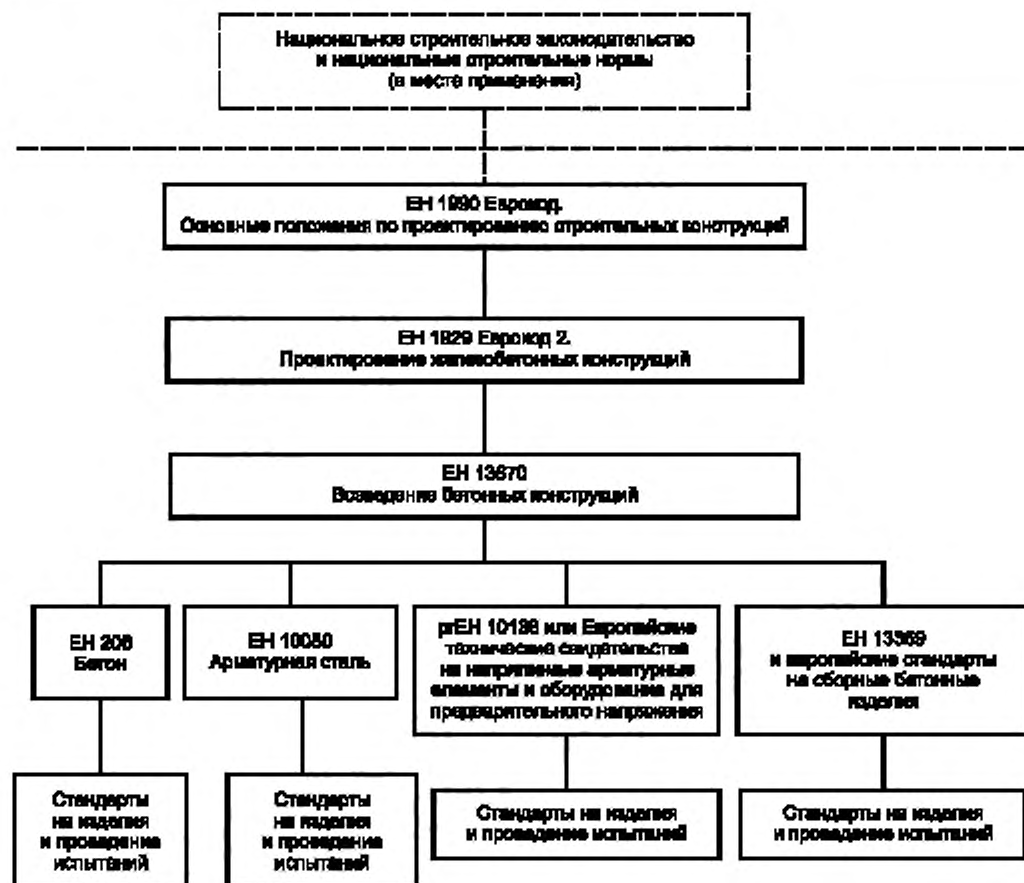 Национальное строительное законодательство
и национальные строительные нормы
(в месте применения)
ЕН 1990 Еврокод.
Основные положения по проектированию строительных конструкций
ЕН 1929 Еврокод 2.
Проектирование железобетонных конструкций
ЕН 13670
Возведение бетонных конструкций
ЕН 206
Бетон
ЕН 10080
Арматурная сталь
prЕН 10138 или Европейские
технические свидетельства
на напрягаемые арматурные
элементы и оборудование для
предварительного напряжения
ЕН 13369
и европейские стандарты
на сборные бетонные
изделия
Стандарты
на изделия
и проведение
испытаний
Стандарты
на изделия
и проведение
испытаний
Стандарты на изделия
и проведение испытаний
Стандарты на изделия
и проведение испытаний